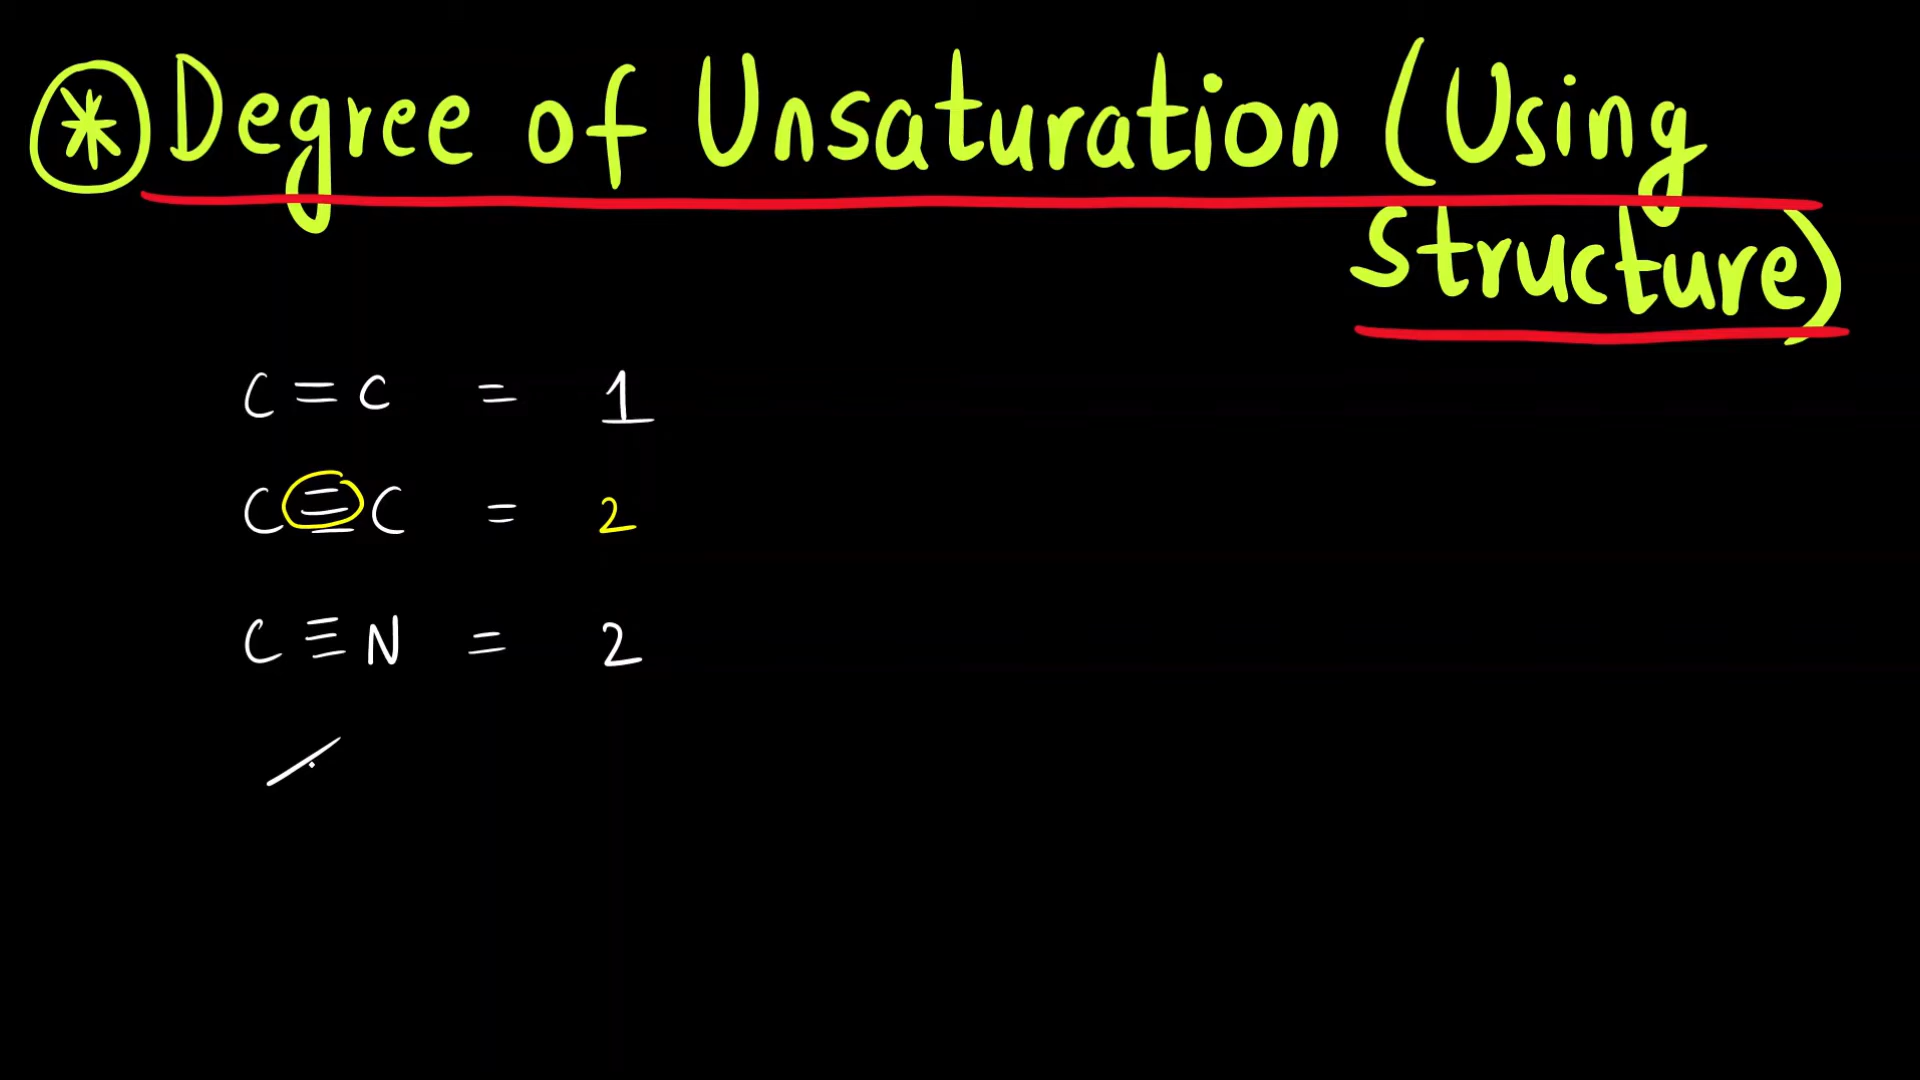 * Degree of Unsaturation (Using
Structure)
C = C = 1
C ≡ C = 2
C ≡ N = 2